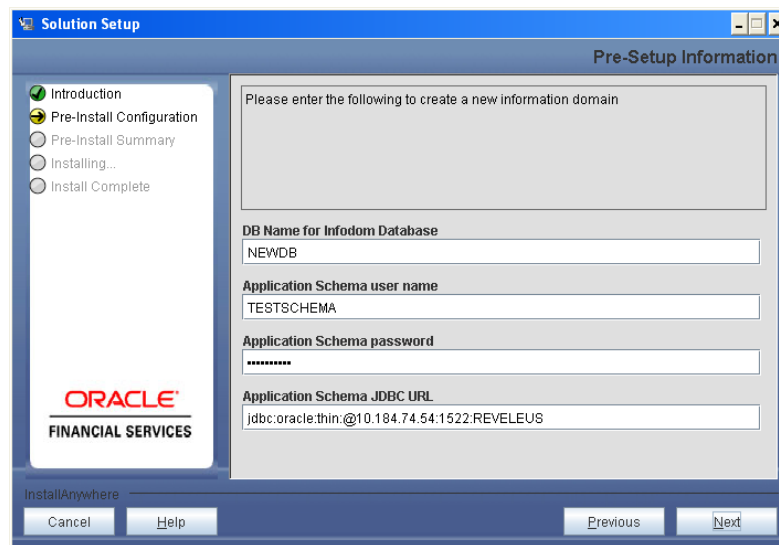 Solution Setup
Pre-Setup Information
Introduction
Pre-Install Configuration
Pre-Install Summary
Installing...
Install Complete
ORACLE®
FINANCIAL SERVICES
Please enter the following to create a new information domain
DB Name for Infodom Database
NEWDB
Application Schema user name
TESTSCHEMA
Application Schema password
••••••••••
Application Schema JDBC URL
jdbc:oracle:thin:@10.184.74.54:1522:REVELEUS
InstallAnywhere
Cancel
Help
Previous
Next